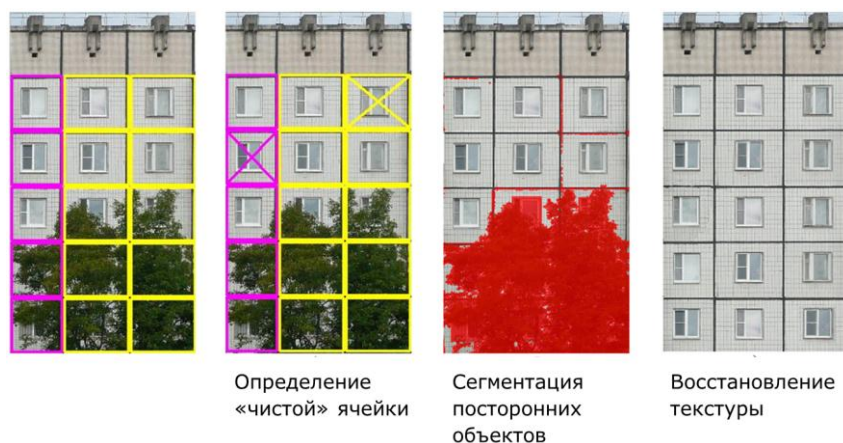 Определение
«чистой» ячейки
Сегментация
посторонних
объектов
Восстановление
текстуры